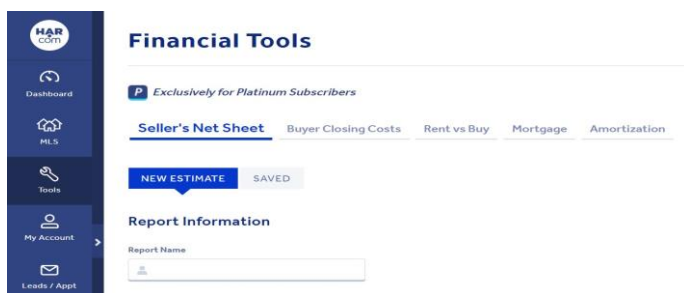 HAR
com
Financial Tools
Dashboard
P Exclusively for Platinum Subscribers
MLS
Seller's Net Sheet Buyer Closing Costs Rent vs Buy Mortgage Amortization
Tools
NEW ESTIMATE SAVED
My Account
Report Information
Report Name
Leads / Appt